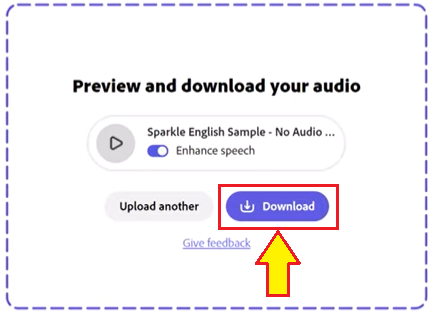 Preview and download your audio
Sparkle English Sample - No Audio ...
Enhance speech
Upload another
Download
Give feedback